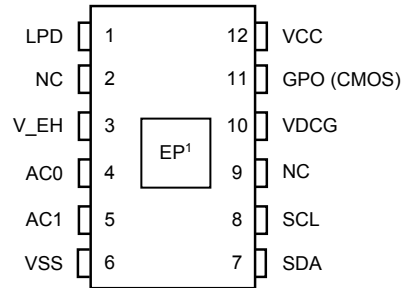 LPD 1 12 VCC
NC 2 11 GPO (CMOS)
V_EH 3 10 VDCG
EP¹
AC0 4 9 NC
AC1 5 8 SCL
VSS 6 7 SDA